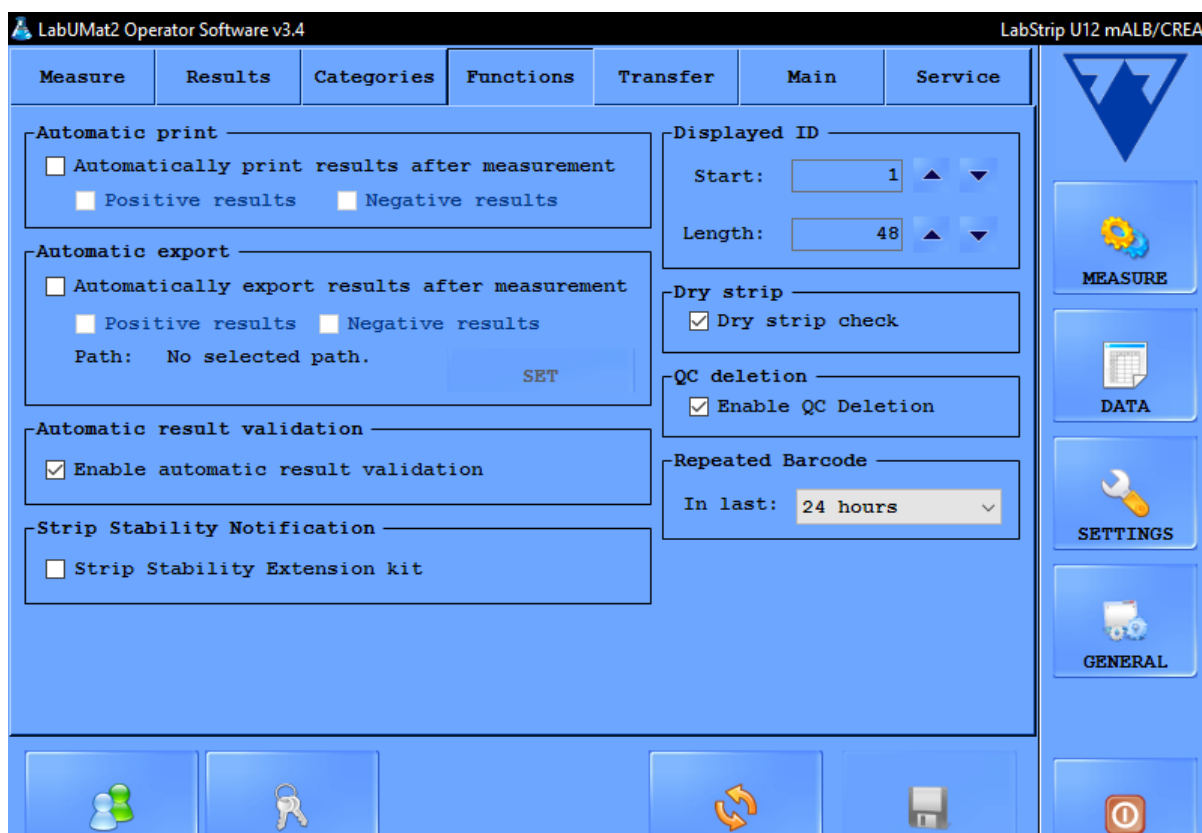 LabUMat2 Operator Software v3.4
LabStrip U12 mALB/CREA
Measure
Results
Categories
Functions
Transfer
Main
Service
Automatic print
Automatically print results after measurement
Positive results
Negative results
Automatic export
Automatically export results after measurement
Positive results
Negative results
Path: No selected path.
SET
Automatic result validation
Enable automatic result validation
Strip Stability Notification
Strip Stability Extension kit
Displayed ID
Start: 1
Length: 48
Dry strip
Dry strip check
QC deletion
Enable QC Deletion
Repeated Barcode
In last: 24 hours
MEASURE
DATA
SETTINGS
GENERAL